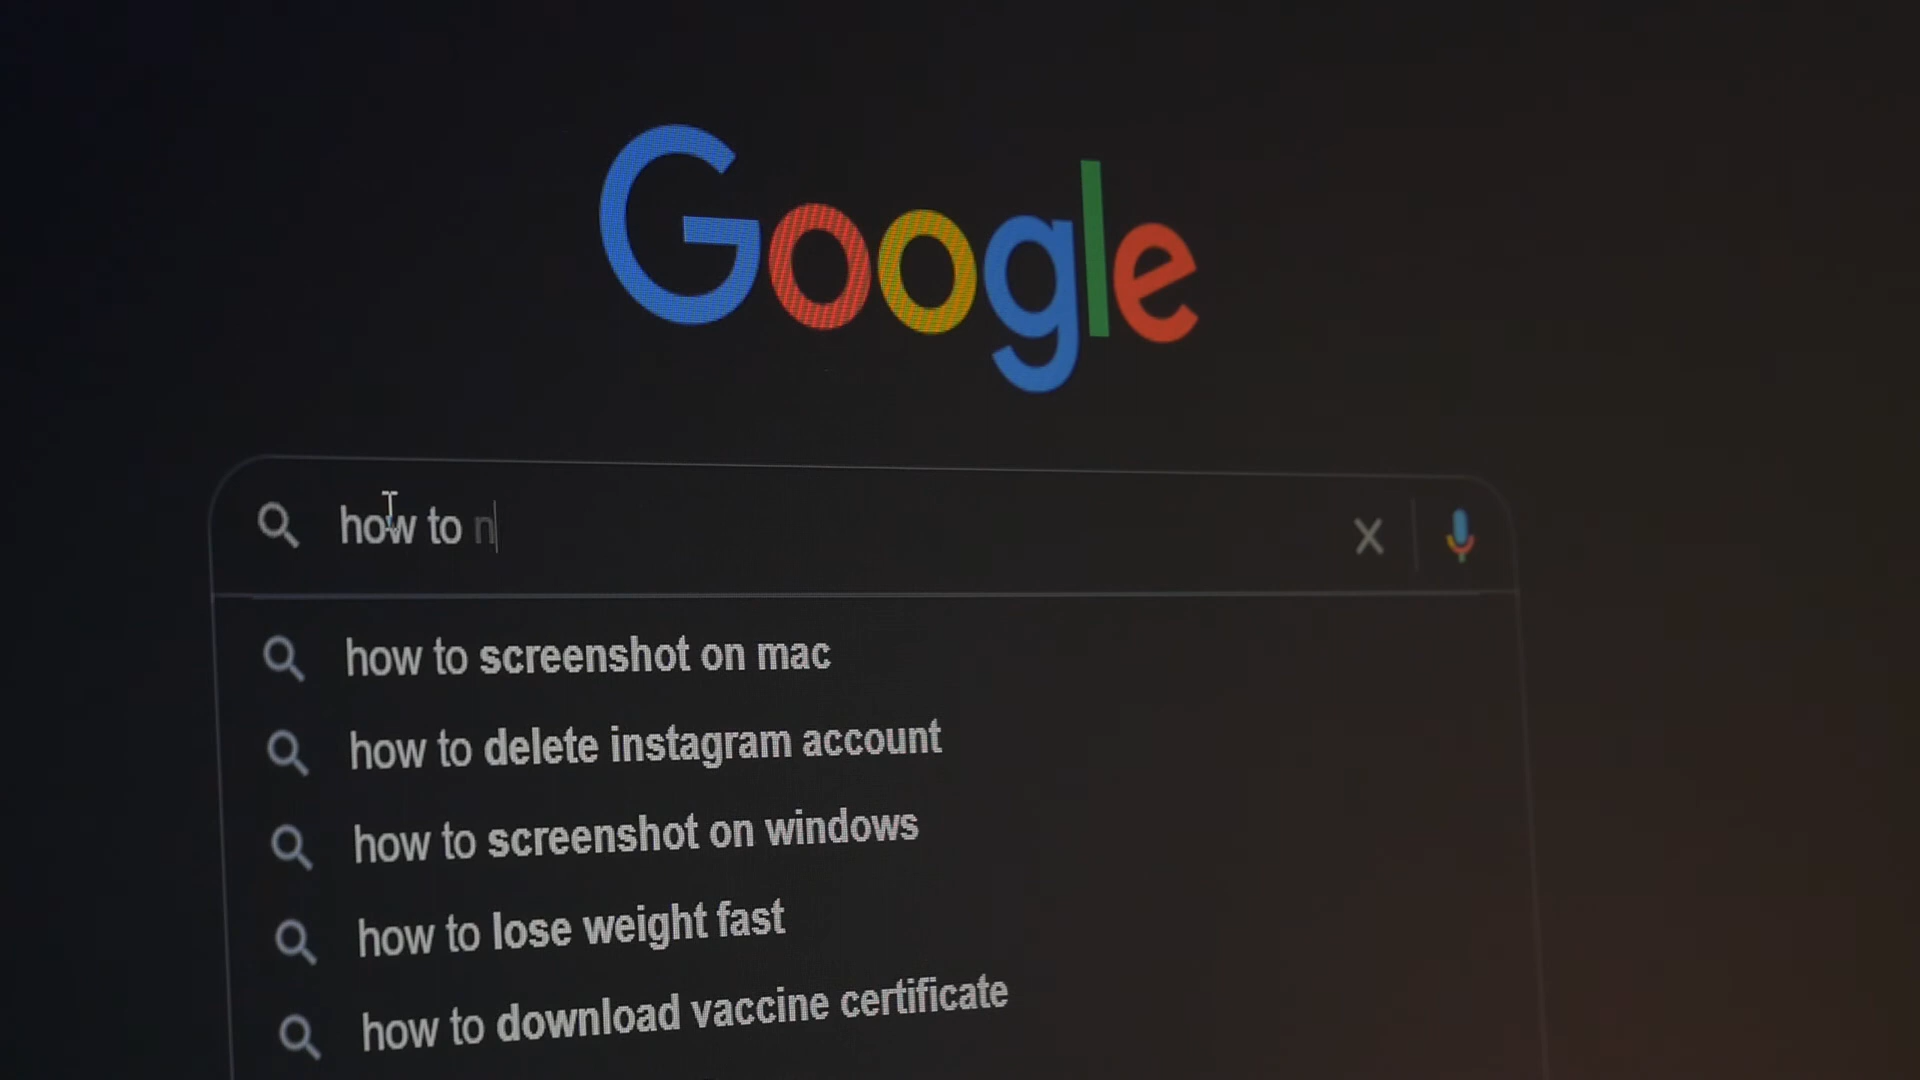 Google
how to n
how to screenshot on mac
how to delete instagram account
how to screenshot on windows
how to lose weight fast
how to download vaccine certificate